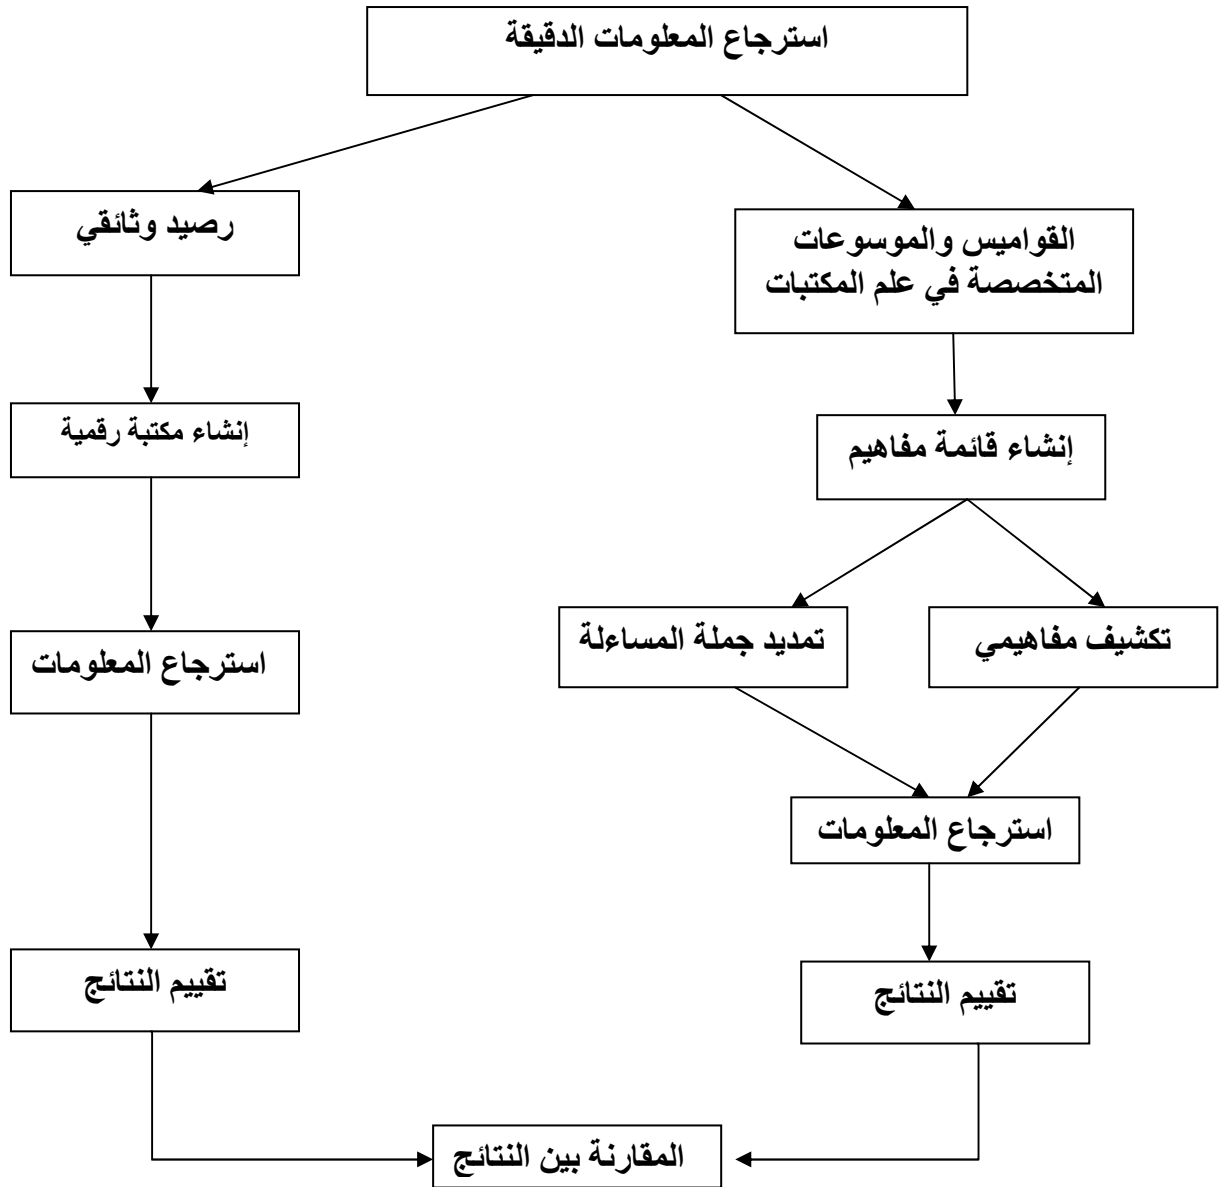 استرجاع المعلومات الدقيقة
القواميس والموسوعات
المتخصصة في علم المكتبات
رصيد وثائقي
إنشاء قائمة مفاهيم
إنشاء مكتبة رقمية
تكشيف مفاهيمي
تمديد جملة المساءلة
استرجاع المعلومات
استرجاع المعلومات
تقييم النتائج
تقييم النتائج
المقارنة بين النتائج